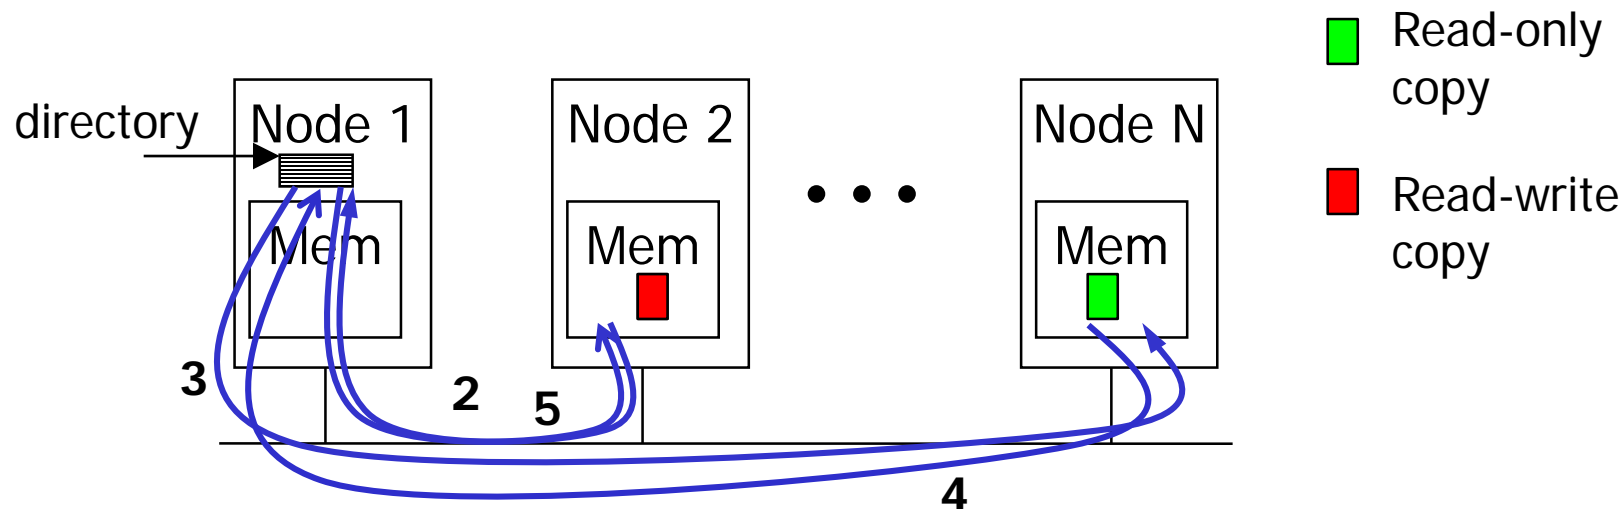 directory
Node 1
Mem
Node 2
Mem
Node N
Mem
Read-only
copy
Read-write
copy
3
2
5
4